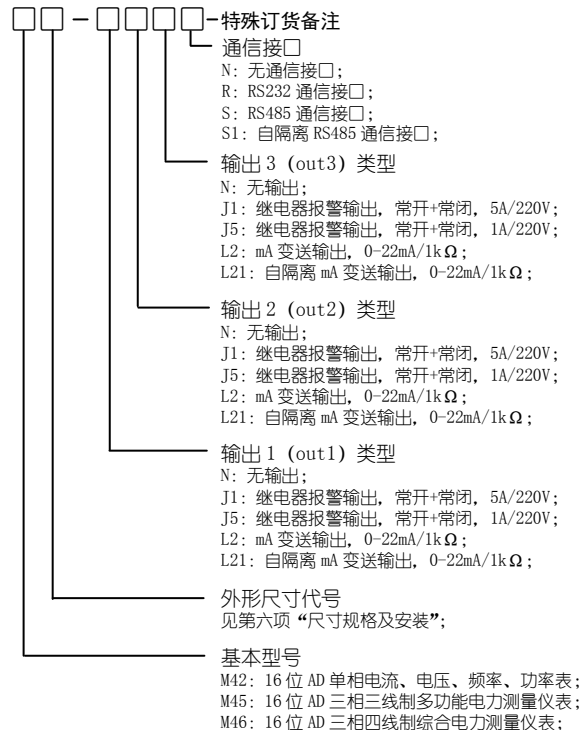 □□-□□□□-特殊订货备注
通信接口
N: 无通信接口;
R: RS232 通信接口;
S: RS485 通信接口;
S1: 自隔离 RS485 通信接口;
输出 3 (out3) 类型
N: 无输出;
J1: 继电器报警输出, 常开+常闭, 5A/220V;
J5: 继电器报警输出, 常开+常闭, 1A/220V;
L2: mA 变送输出, 0-22mA/1kΩ;
L21: 自隔离 mA 变送输出, 0-22mA/1kΩ;
输出 2 (out2) 类型
N: 无输出;
J1: 继电器报警输出, 常开+常闭, 5A/220V;
J5: 继电器报警输出, 常开+常闭, 1A/220V;
L2: mA 变送输出, 0-22mA/1kΩ;
L21: 自隔离 mA 变送输出, 0-22mA/1kΩ;
输出 1 (out1) 类型
N: 无输出;
J1: 继电器报警输出, 常开+常闭, 5A/220V;
J5: 继电器报警输出, 常开+常闭, 1A/220V;
L2: mA 变送输出, 0-22mA/1kΩ;
L21: 自隔离 mA 变送输出, 0-22mA/1kΩ;
外形尺寸代号
见第六项“尺寸规格及安装”;
基本型号
M42: 16 位 AD 单相电流、电压、频率、功率表;
M45: 16 位 AD 三相三线制多功能电力测量仪表;
M46: 16 位 AD 三相四线制综合电力测量仪表;